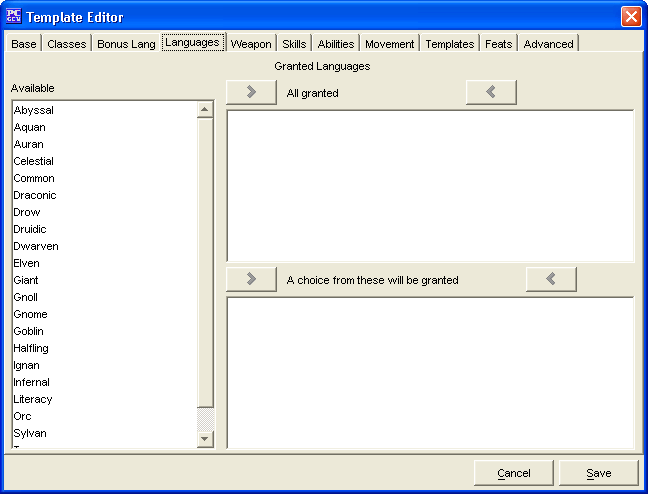 PC
GEN
Template Editor
Base Classes Bonus Lang Languages Weapon Skills Abilities Movement Templates Feats Advanced
Granted Languages
Available
All granted
Abyssal
Aquan
Auran
Celestial
Common
Draconic
Drow
Druidic
Dwarven
Elven
Giant
Gnoll
Gnome
Goblin
Halfling
Ignan
Infernal
Literacy
Orc
Sylvan
A choice from these will be granted
Cancel Save